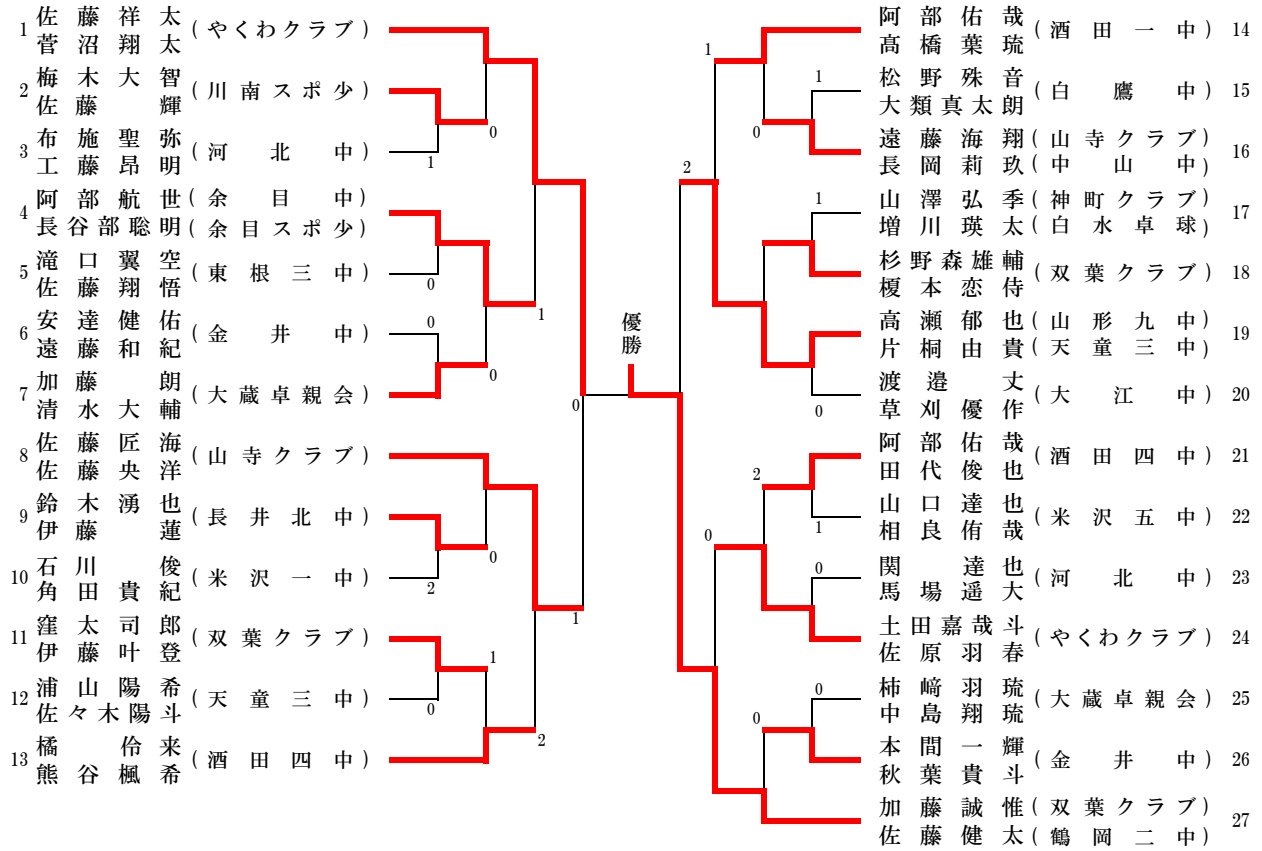 1 佐藤祥太 菅沼翔太 (やくわクラブ)
2 梅木大智 佐藤輝 (川南スポ少)
0
3 布施聖弥 工藤昂明 (河北中)
1
4 阿部航世 (余目中)
長谷部聡明 (余目スポ少)
5 滝口翼空 佐藤翔悟 (東根三中)
0
1
6 安達健佑 遠藤和紀 (金井中)
0
0
7 加藤朗 清水大輔 (大蔵卓親会)
0
8 佐藤匠海 佐藤央洋 (山寺クラブ)
9 鈴木湧也 伊藤蓮 (長井北中)
0
10 石川俊 角田貴紀 (米沢一中)
2
1
11 窪太司郎 伊藤叶登 (双葉クラブ)
1
12 浦山陽希 佐々木陽斗 (天童三中)
0
2
13 橘伶来 熊谷楓希 (酒田四中)
優勝
阿部佑哉 髙橋葉琉 (酒田一中) 14
1
1
松野殊音 大類真太朗 (白鷹中) 15
0
遠藤海翔 (山寺クラブ)
長岡莉玖 (中山中) 16
2
1
山澤弘季 (神町クラブ)
増川瑛太 (白水卓球) 17
杉野森雄輔 榎本恋侍 (双葉クラブ) 18
高瀬郁也 (山形九中)
片桐由貴 (天童三中) 19
渡邉丈 草刈優作 (大江中) 20
0
阿部佑哉 田代俊也 (酒田四中) 21
2
山口達也 相良侑哉 (米沢五中) 22
1
0
0
関達也 馬場遥大 (河北中) 23
土田嘉哉斗 佐原羽春 (やくわクラブ) 24
0
柿﨑羽琉 中島翔琉 (大蔵卓親会) 25
0
本間一輝 秋葉貴斗 (金井中) 26
加藤誠惟 (双葉クラブ)
佐藤健太 (鶴岡二中) 27